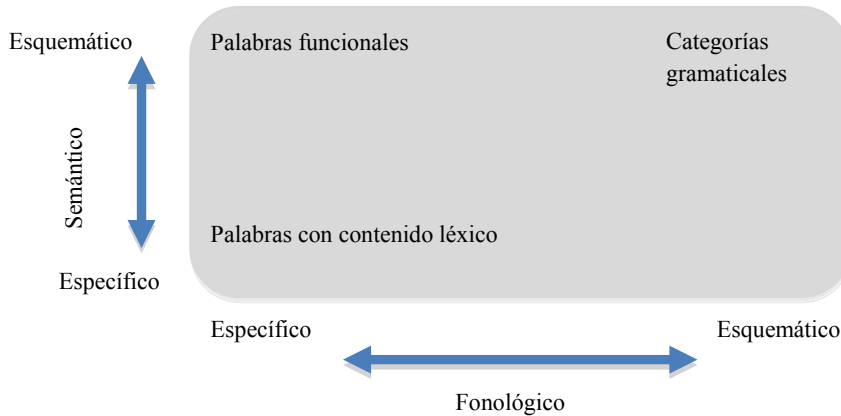 Esquemático
Palabras funcionales
Categorías
gramaticales
Semántico
Palabras con contenido léxico
Específico
Específico
Esquemático
Fonológico